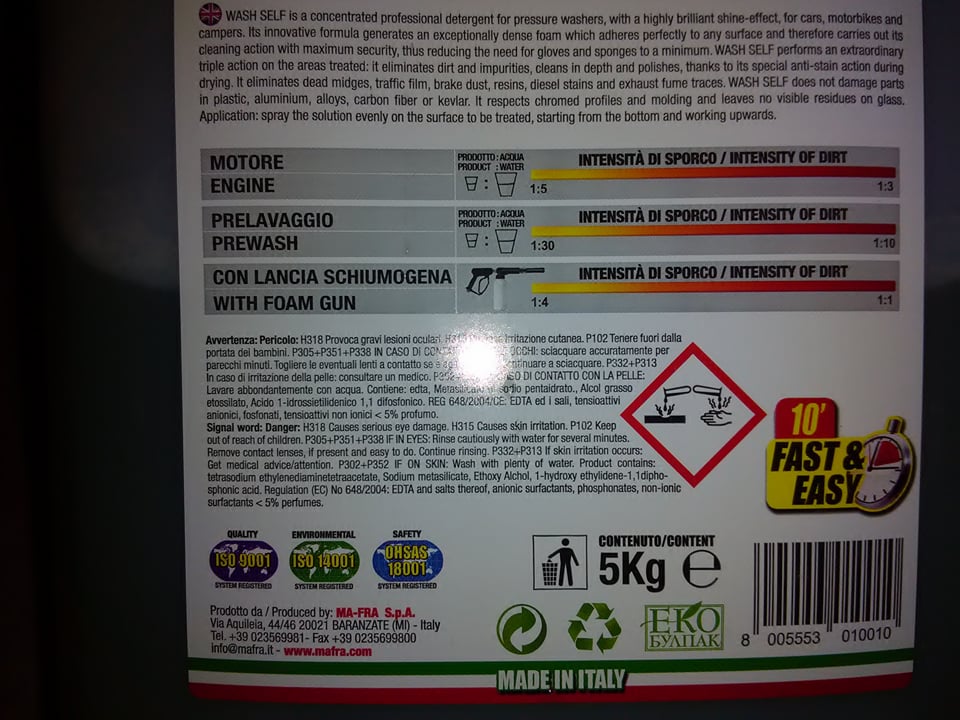 WASH SELF is a concentrated professional detergent for pressure washers, with a highly brilliant shine-effect, for cars, motorbikes and
campers. Its innovative formula generates an exceptionally dense foam which adheres perfectly to any surface and therefore carries out its
cleaning action with maximum security, thus reducing the need for gloves and sponges to a minimum. WASH SELF performs an extraordinary
triple action on the areas treated: it eliminates dirt and impurities, cleans in depth and polishes, thanks to its special anti-stain action during
drying. It eliminates dead midges, traffic film, brake dust, resins, diesel stains and exhaust fume traces. WASH SELF does not damage parts
in plastic, aluminium, alloys, carbon fiber or kevlar. It respects chromed profiles and molding and leaves no visible residues on glass.
Application: spray the solution evenly on the surface to be treated, starting from the bottom and working upwards.
MOTORE
ENGINE
PRODOTTO : ACQUA
PRODUCT : WATER
:
INTENSITÀ DI SPORCO / INTENSITY OF DIRT
1:5 1:3
PRELAVAGGIO
PREWASH
PRODOTTO : ACQUA
PRODUCT : WATER
:
INTENSITÀ DI SPORCO / INTENSITY OF DIRT
1:30 1:10
CON LANCIA SCHIUMOGENA
WITH FOAM GUN
INTENSITÀ DI SPORCO / INTENSITY OF DIRT
1:4 1:1
Avvertenza: Pericolo: H318 Provoca gravi lesioni oculari. irritazione cutanea. P102 Tenere fuori dalla
portata dei bambini. P305+P351+P338 IN CASO DI OCCHI: sciacquare accuratamente per
parecchi minuti. Togliere le eventuali lenti a contatto se è continuare a sciacquare. P332+P313
In caso di irritazione della pelle: consultare un medico. DI CONTATTO CON LA PELLE:
Lavare abbondantemente con acqua. Contiene: edta, sodio pentaidrato., Alcol grasso
etossilato, Acido 1-idrossietilidenico 1,1 difosfonico. REG 648/2004/CE: EDTA ed i sali, tensioattivi
anionici, fosfonati, tensioattivi non ionici < 5% profumo.
Signal word: Danger: H318 Causes serious eye damage. H315 Causes skin irritation. P102 Keep
out of reach of children. P305+P351+P338 IF IN EYES: Rinse cautiously with water for several minutes.
Remove contact lenses, if present and easy to do. Continue rinsing. P332+P313 If skin irritation occurs:
Get medical advice/attention. P302+P352 IF ON SKIN: Wash with plenty of water. Product contains:
tetrasodium ethylenediaminetetraacetate, Sodium metasilicate, Ethoxy Alchol, 1-hydroxy ethylidene-1,1dipho-
sphonic acid. Regulation (EC) No 648/2004: EDTA and salts thereof, anionic surfactants, phosphonates, non-ionic
surfactants < 5% perfumes.
10'
FAST &
EASY
QUALITY
ISO 9001
SYSTEM REGISTERED
ENVIRONMENTAL
ISO 14001
SYSTEM REGISTERED
SAFETY
OHSAS
18001
SYSTEM REGISTERED
CONTENUTO/CONTENT
5Kg e
Prodotto da / Produced by: MA-FRA S.p.A.
Via Aquileia, 44/46 20021 BARANZATE (MI) - Italy
Tel. +39 023569981- Fax +39 0235699800
info@mafra.it - www.mafra.com
ЕКО
БУЛПАК
8 005553 010010
MADE IN ITALY